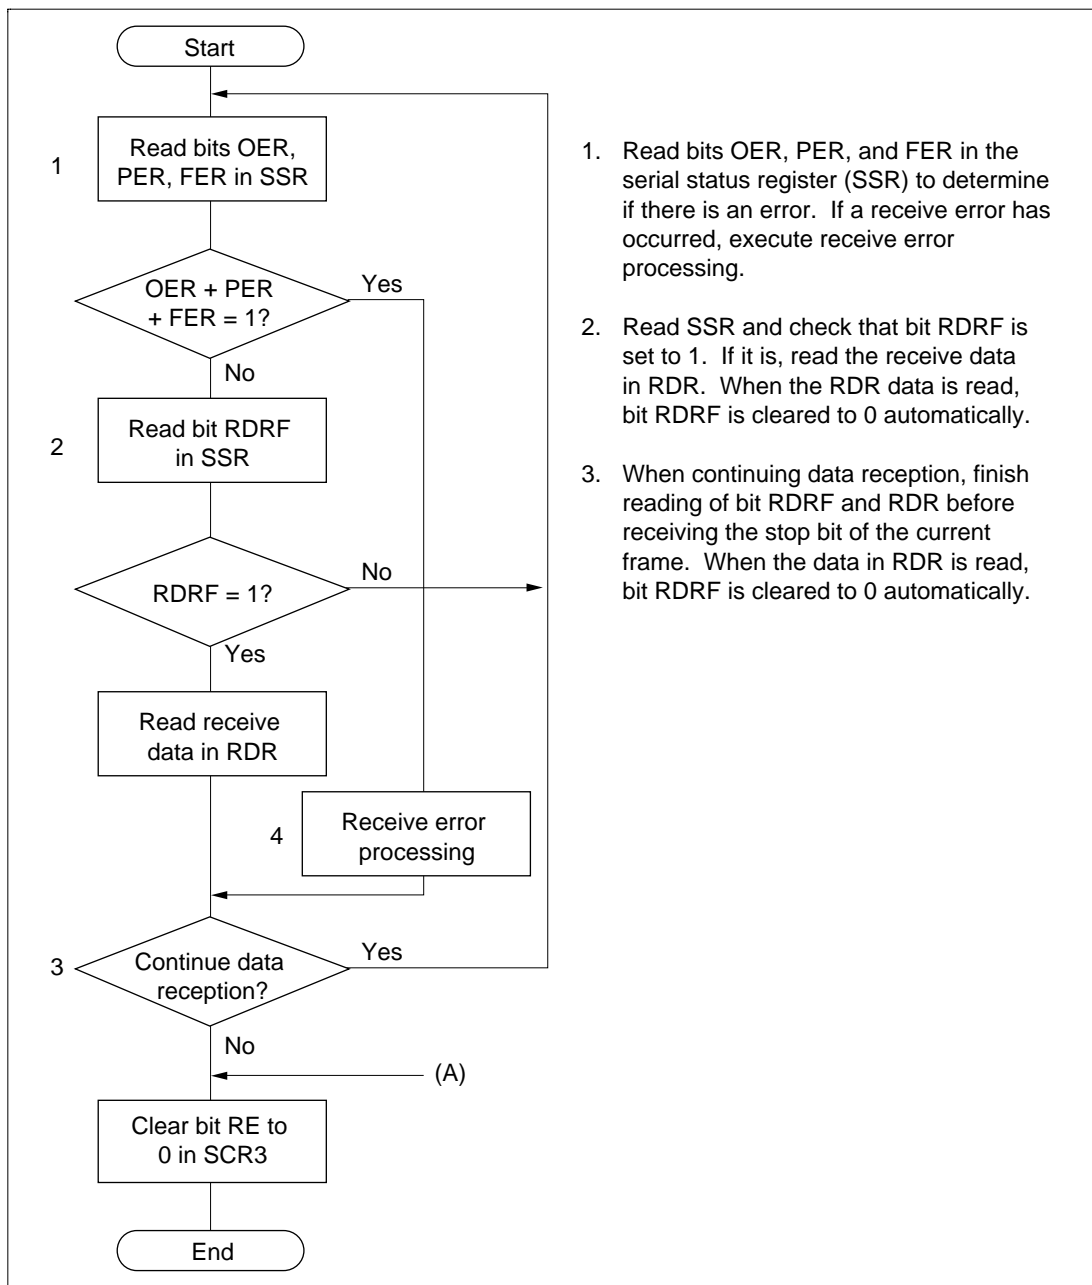 Start
1
Read bits OER,
PER, FER in SSR
OER + PER
+ FER = 1?
Yes
No
2
Read bit RDRF
in SSR
RDRF = 1?
No
Yes
Read receive
data in RDR
4
Receive error
processing
3
Continue data
reception?
Yes
No
(A)
Clear bit RE to
0 in SCR3
End
1. Read bits OER, PER, and FER in the
serial status register (SSR) to determine
if there is an error. If a receive error has
occurred, execute receive error
processing.
2. Read SSR and check that bit RDRF is
set to 1. If it is, read the receive data
in RDR. When the RDR data is read,
bit RDRF is cleared to 0 automatically.
3. When continuing data reception, finish
reading of bit RDRF and RDR before
receiving the stop bit of the current
frame. When the data in RDR is read,
bit RDRF is cleared to 0 automatically.